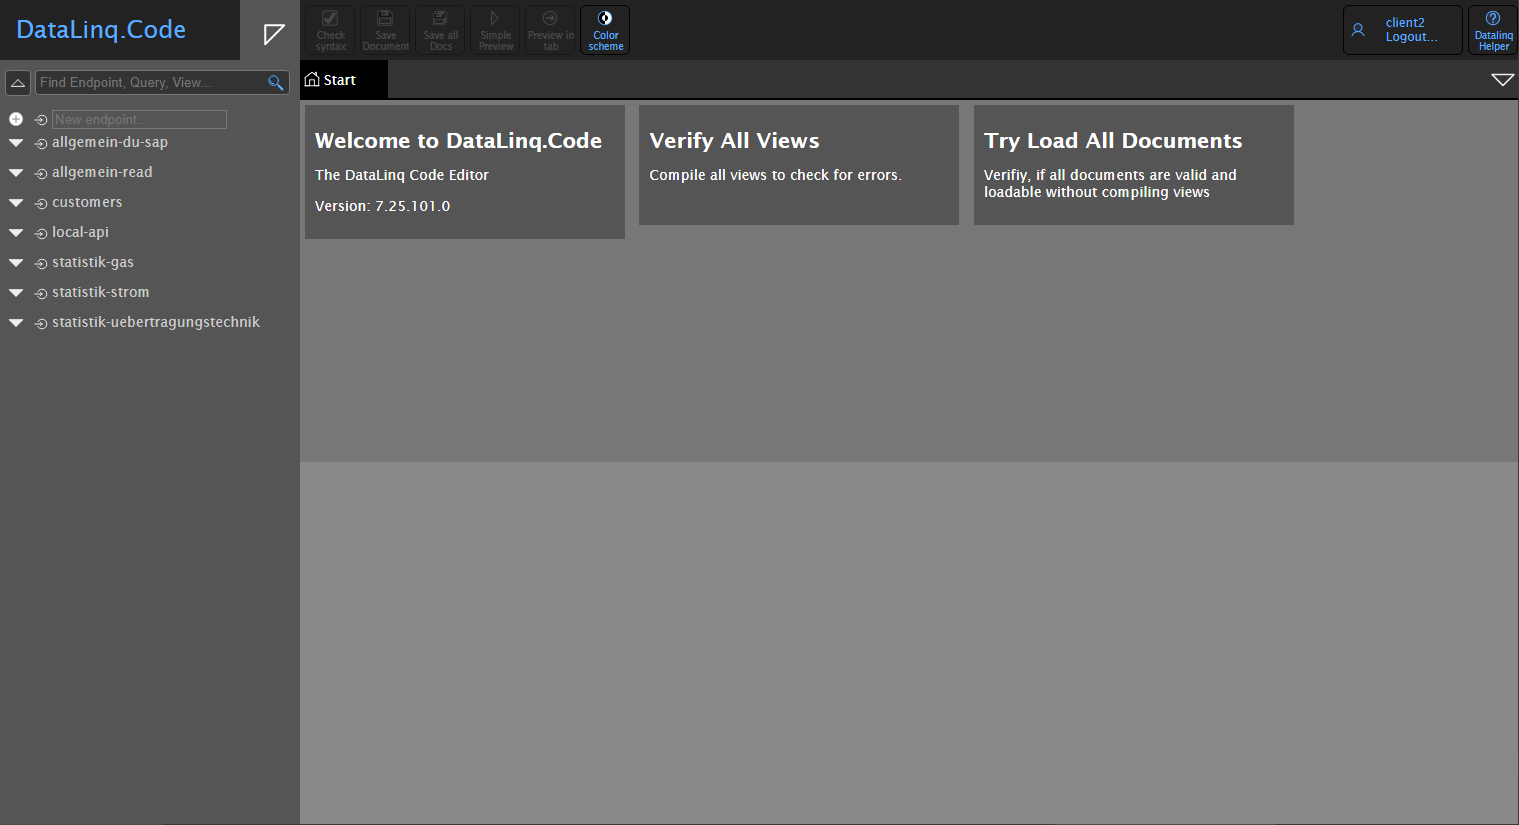 DataLinq.Code
Check
syntax
Save
Document
Save all
Docs
Simple
Preview
Preview in
tab
Color
scheme
client2
Logout...
Datalinq
Helper
Find Endpoint, Query, View...
Start
New endpoint...
allgemein-du-sap
allgemein-read
customers
local-api
statistik-gas
statistik-strom
statistik-uebertragungstechnik
Welcome to DataLinq.Code
The DataLinq Code Editor
Version: 7.25.101.0
Verify All Views
Compile all views to check for errors.
Try Load All Documents
Verifiy, if all documents are valid and
loadable without compiling views